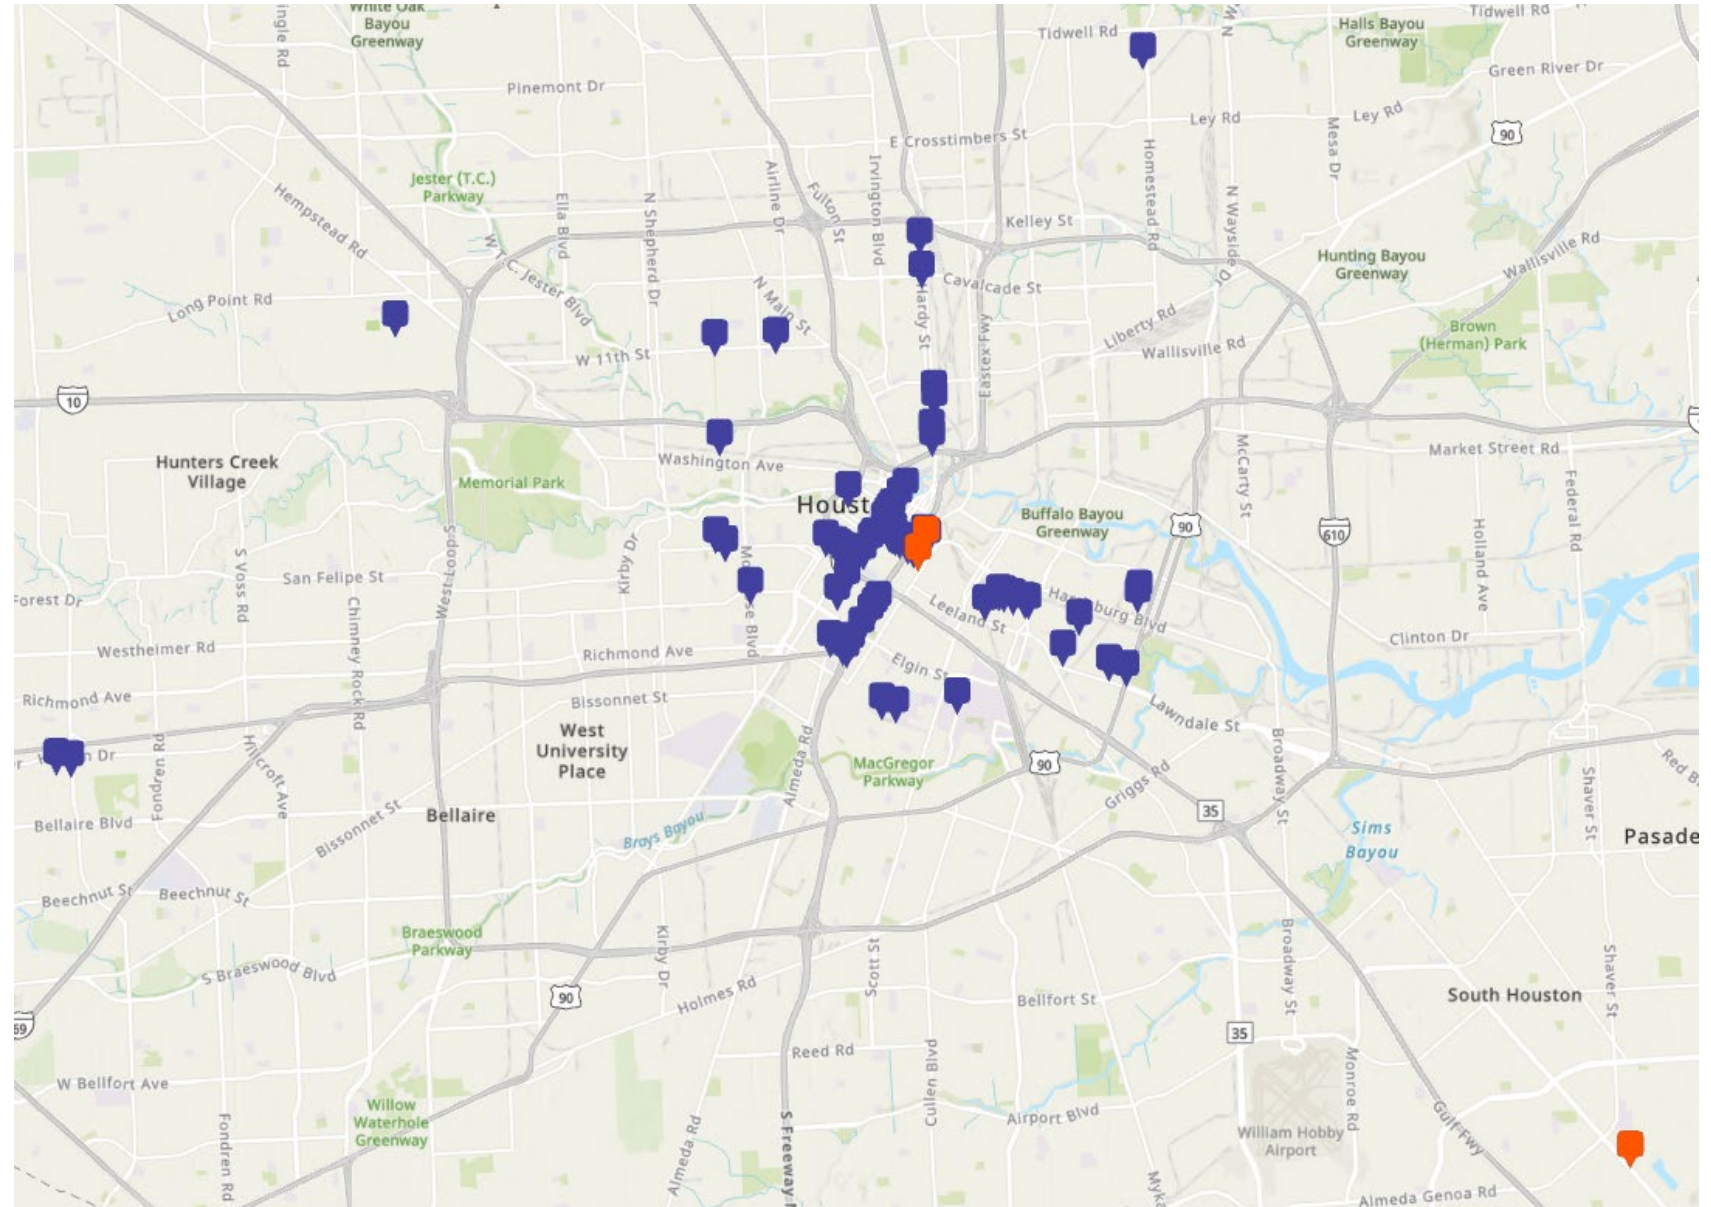 White Oak
Bayou
Greenway
ingle Rd
Tidwell Rd
Halls Bayou
Greenway
Tidwell Rd
Green River Dr
Pinemont Dr
Ley Rd
Ley Rd
90
E Crosstimbers St
Mesa Dr
Homestead Rd
Jester (T.C.)
Parkway
Airline Dr
Fulton St
Irvington Blvd
Hempstead Rd
Ella Blvd
N Shepherd Dr
N Wayside Dr
Kelley St
Hunting Bayou
Greenway
Wallisville Rd
W T.C. Jester Blvd
Long Point Rd
N Main St
Cavalcade St
Hardy St
Eastex Fwy
Liberty Rd
Wallisville Rd
Brown
(Herman) Park
W 11th St
10
Market Street Rd
McCarty St
Hunters Creek
Village
Washington Ave
Memorial Park
Federal Rd
Houst
Buffalo Bayou
Greenway
90
610
Holland Ave
S Voss Rd
San Felipe St
Kirby Dr
Forest Dr
Chimney Rock Rd
West Loop S
Mo
se Blvd
Leeland St
Ha
burg Blvd
Clinton Dr
Westheimer Rd
Richmond Ave
Elgin St
Richmond Ave
Bissonnet St
Lawndale St
West
University
Place
n Dr
Fondren Rd
Hillcroft Ave
Almeda Rd
MacGregor
Parkway
90
Griggs Rd
Broadway St
Red B
Shaver St
Bellaire
Bellaire Blvd
Bissonnet St
Brays Bayou
35
Sims
Bayou
Pasade
Beechnut St
Beechnut St
Braeswood
Parkway
Kirby Dr
Scott St
Broadway St
Shaver St
S Braeswood Blvd
90
Holmes Rd
Bellfort St
South Houston
69
35
Reed Rd
Cullen Blvd
Monroe Rd
W Bellfort Ave
Willow
Waterhole
Greenway
Fondren Rd
Almeda Rd
S Freeway
Airport Blvd
William Hobby
Airport
Gulf Fwy
Myka
Almeda Genoa Rd